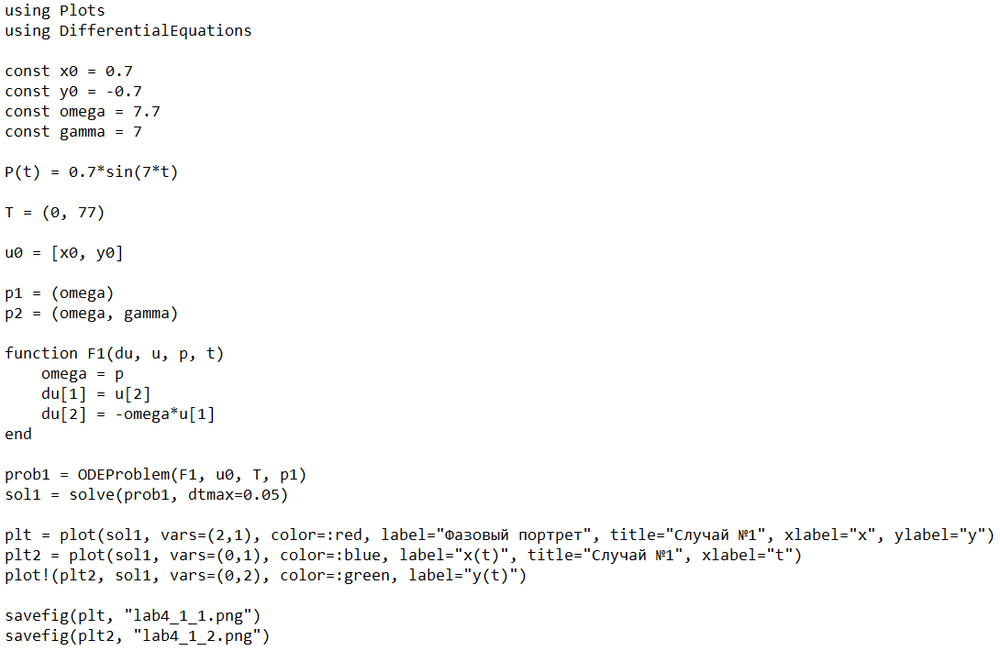 using Plots
using DifferentialEquations

const x0 = 0.7
const y0 = -0.7
const omega = 7.7
const gamma = 7

P(t) = 0.7*sin(7*t)

T = (0, 77)

u0 = [x0, y0]

p1 = (omega)
p2 = (omega, gamma)

function F1(du, u, p, t)
    omega = p
    du[1] = u[2]
    du[2] = -omega*u[1]
end

prob1 = ODEProblem(F1, u0, T, p1)
sol1 = solve(prob1, dtmax=0.05)

plt = plot(sol1, vars=(2,1), color=:red, label="Фазовый портрет", title="Случай №1", xlabel="x", ylabel="y")
plt2 = plot(sol1, vars=(0,1), color=:blue, label="x(t)", title="Случай №1", xlabel="t")
plot!(plt2, sol1, vars=(0,2), color=:green, label="y(t)")

savefig(plt, "lab4_1_1.png")
savefig(plt2, "lab4_1_2.png")